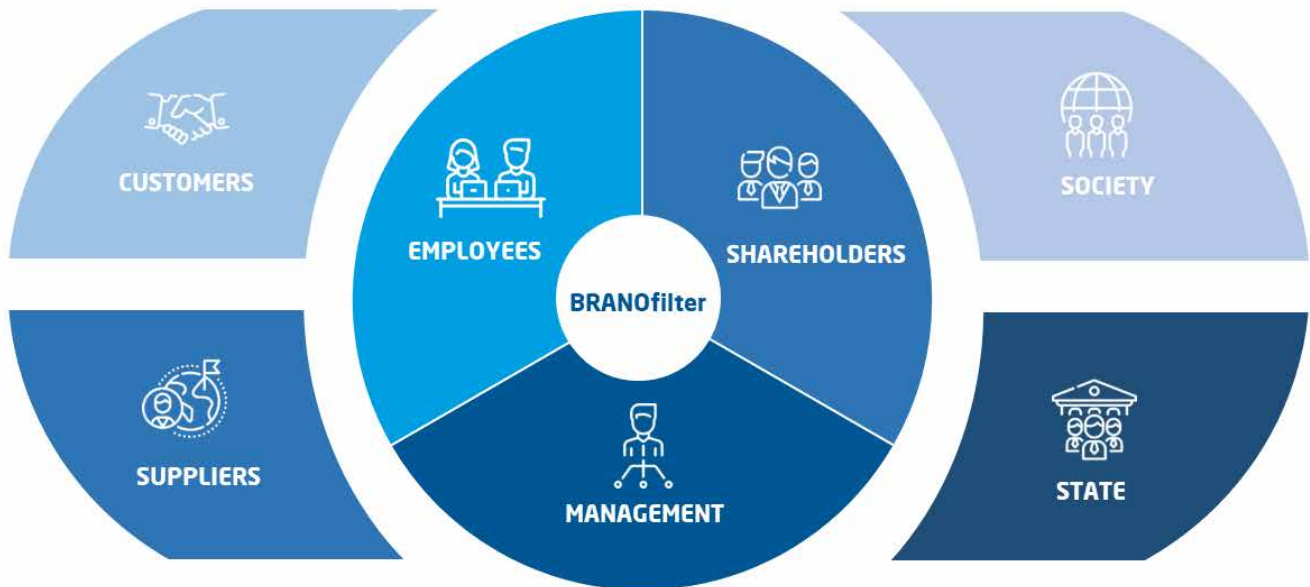 CUSTOMERS
SOCIETY
EMPLOYEES
SHAREHOLDERS
BRANOfilter
SUPPLIERS
STATE
MANAGEMENT